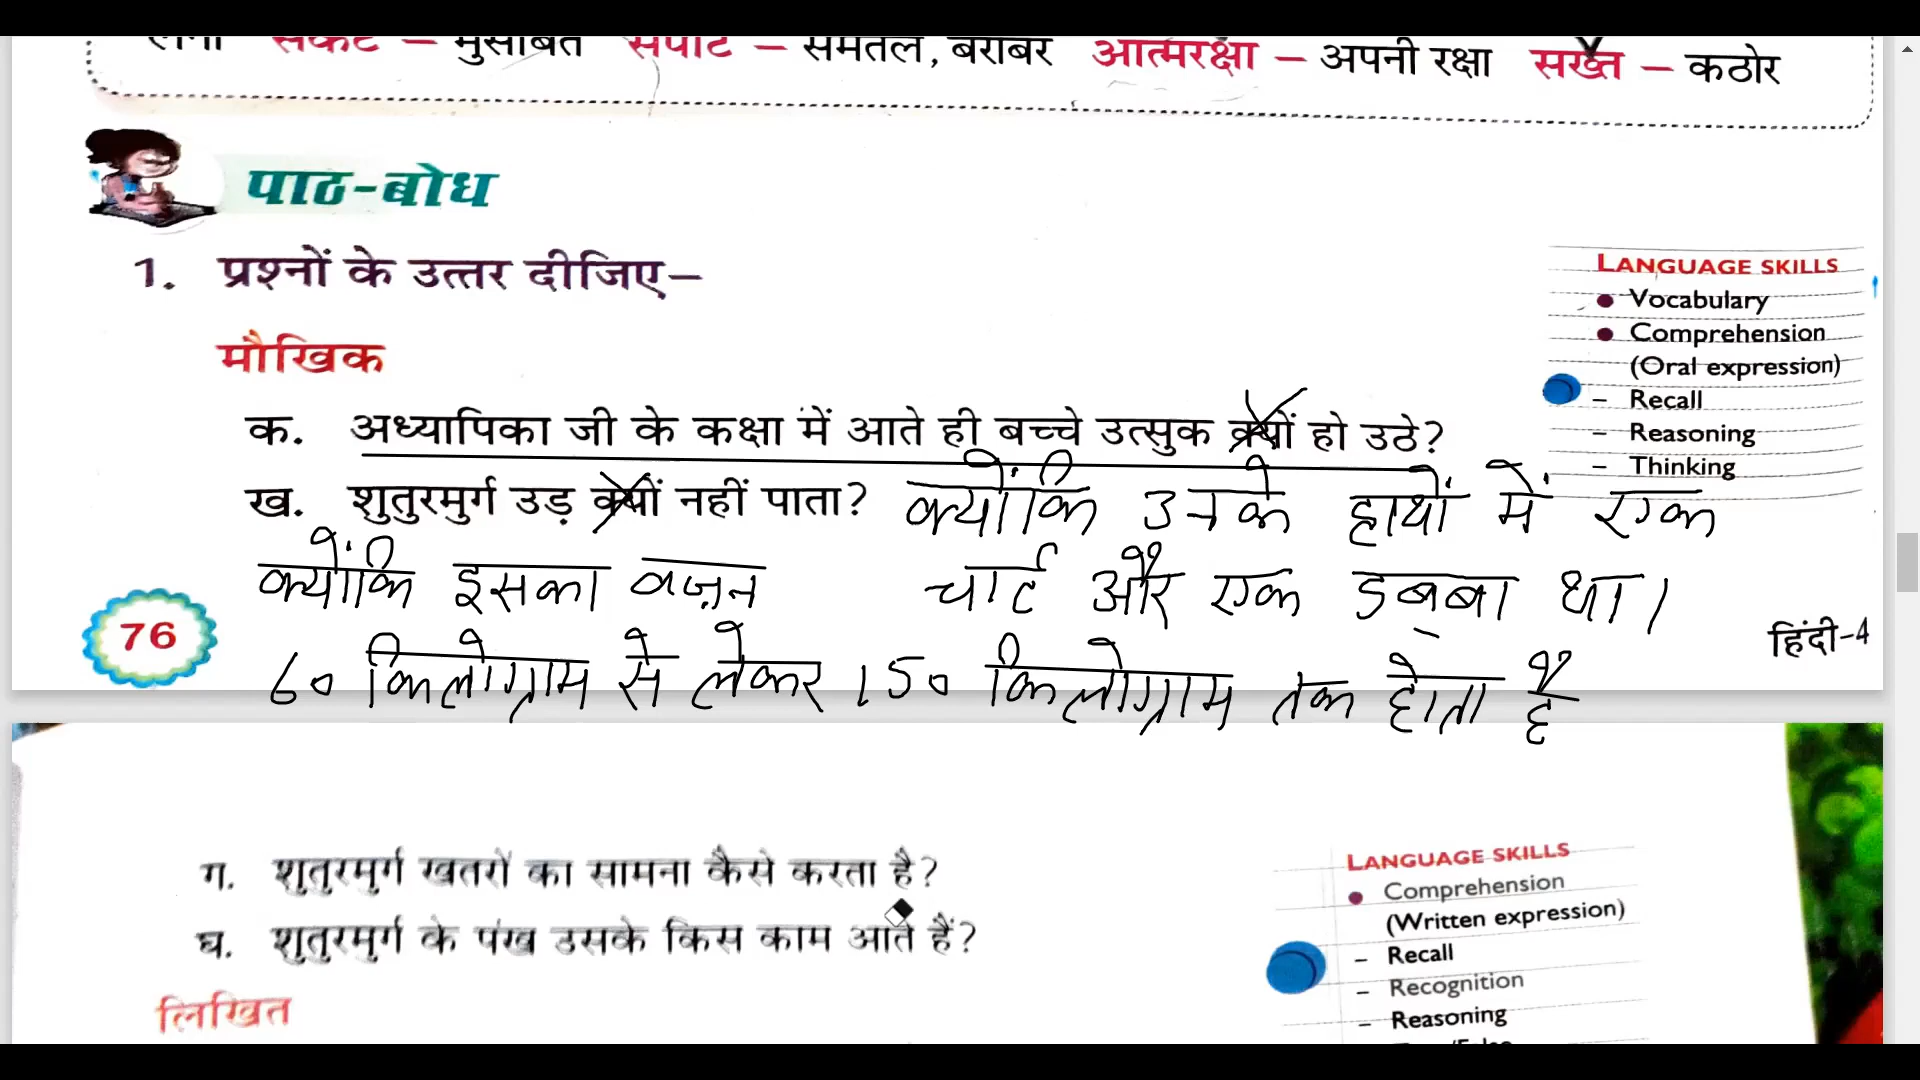 संकट – मुसीबत सपाट – समतल, बराबर आत्मरक्षा – अपनी रक्षा सख्त – कठोर
पाठ-बोध
1. प्रश्नों के उत्तर दीजिए–
मौखिक
क. अध्यापिका जी के कक्षा में आते ही बच्चे उत्सुक क्यों हो उठे?
ख. शुतुरमुर्ग उड़ क्यों नहीं पाता? क्योंकि उनके हाथों में एक
क्योंकि इसका वज़न चार्ट और एक डब्बा था।
60 किलोग्राम से लेकर 150 किलोग्राम तक होता है
76
हिंदी-4
LANGUAGE SKILLS
Vocabulary
Comprehension
(Oral expression)
– Recall
– Reasoning
– Thinking
ग. शुतुरमुर्ग खतरों का सामना कैसे करता है?
घ. शुतुरमुर्ग के पंख उसके किस काम आते हैं?
लिखित
LANGUAGE SKILLS
Comprehension
(Written expression)
– Recall
– Recognition
– Reasoning